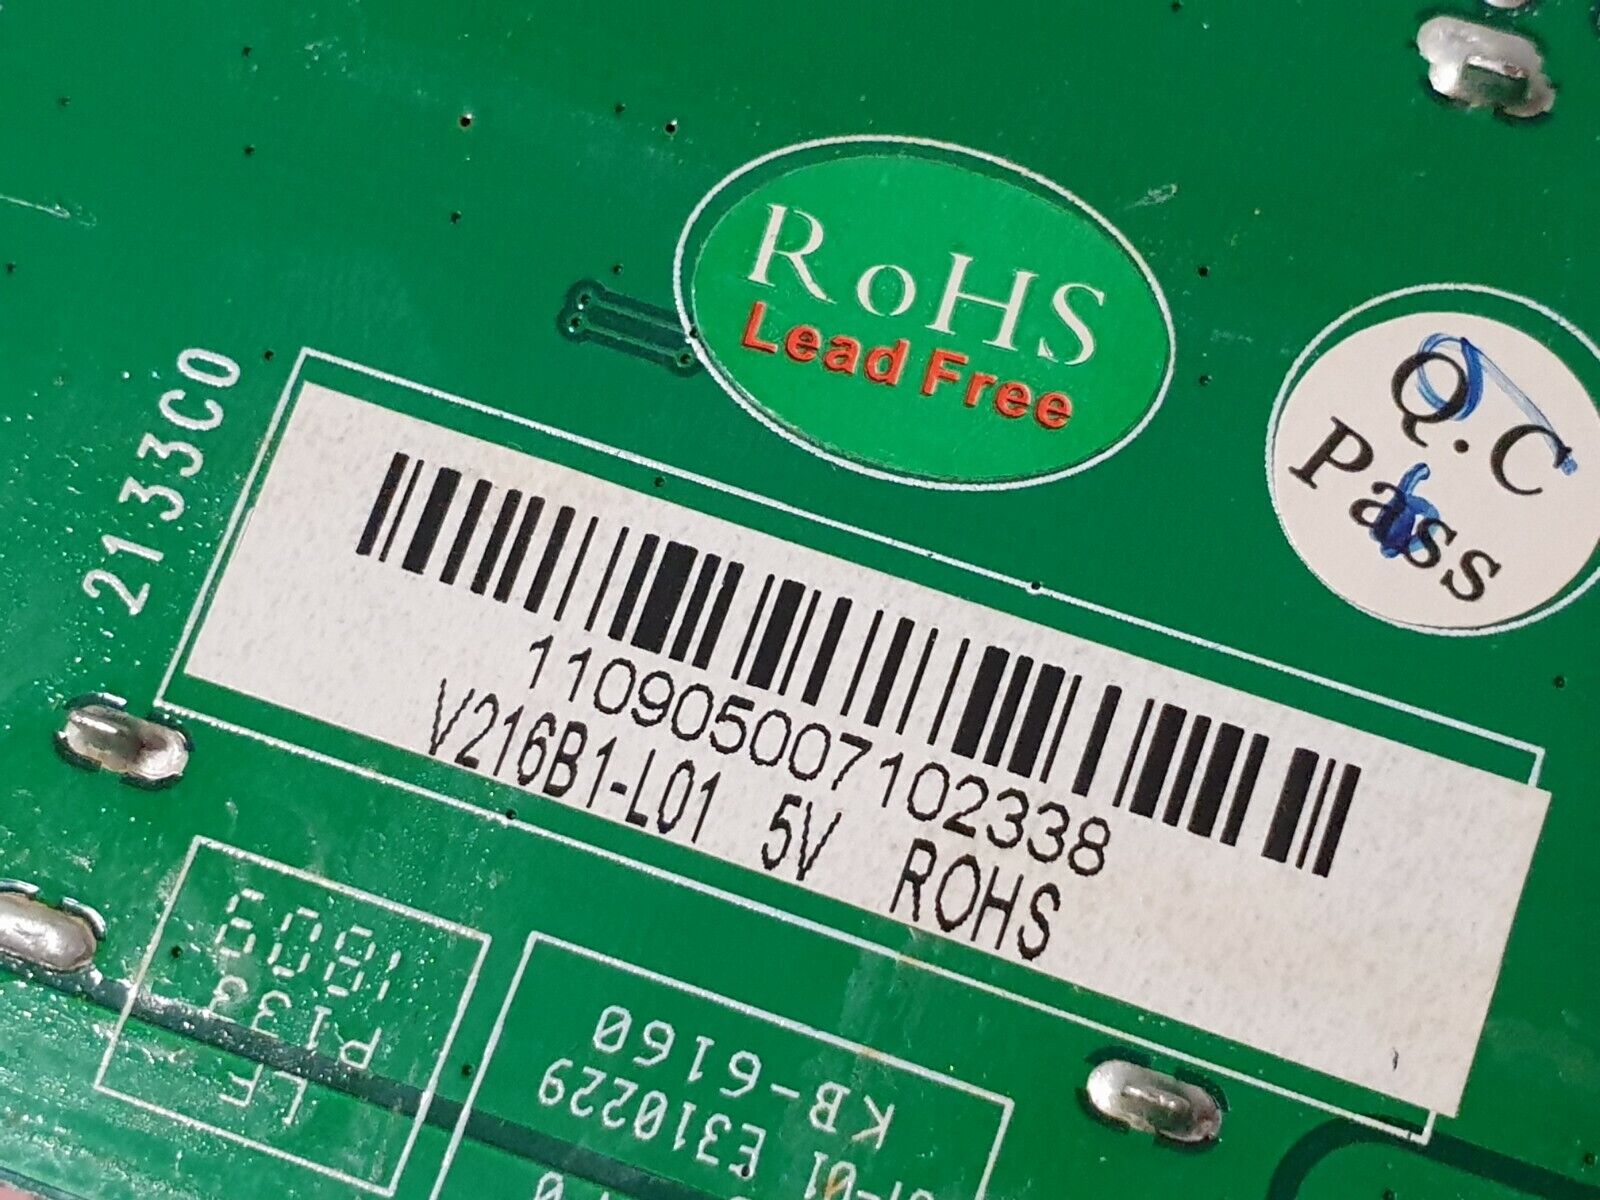 RoHS
Lead Free
Q.C
Pass
2133C0
110905007102338
V216B1-L01 5V ROHS
LF
P133
1809
KB-6160
E310229